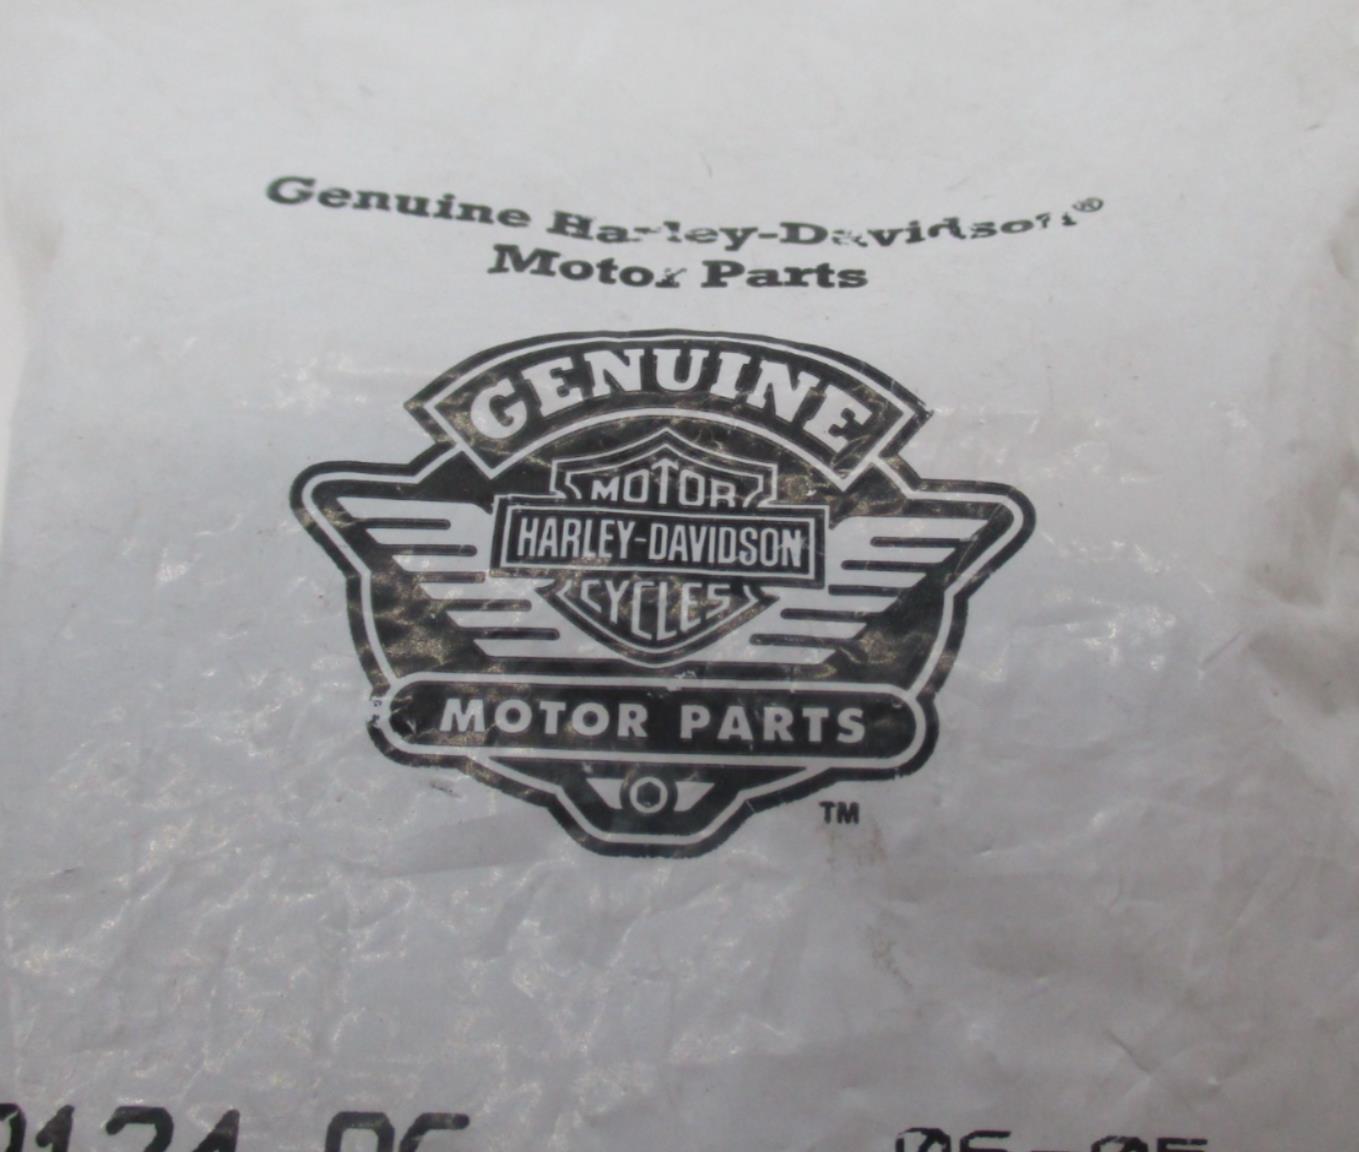 Genuine Harley-Davidson®
Motor Parts
GENUINE
MOTOR
HARLEY-DAVIDSON
CYCLES
MOTOR PARTS
TM